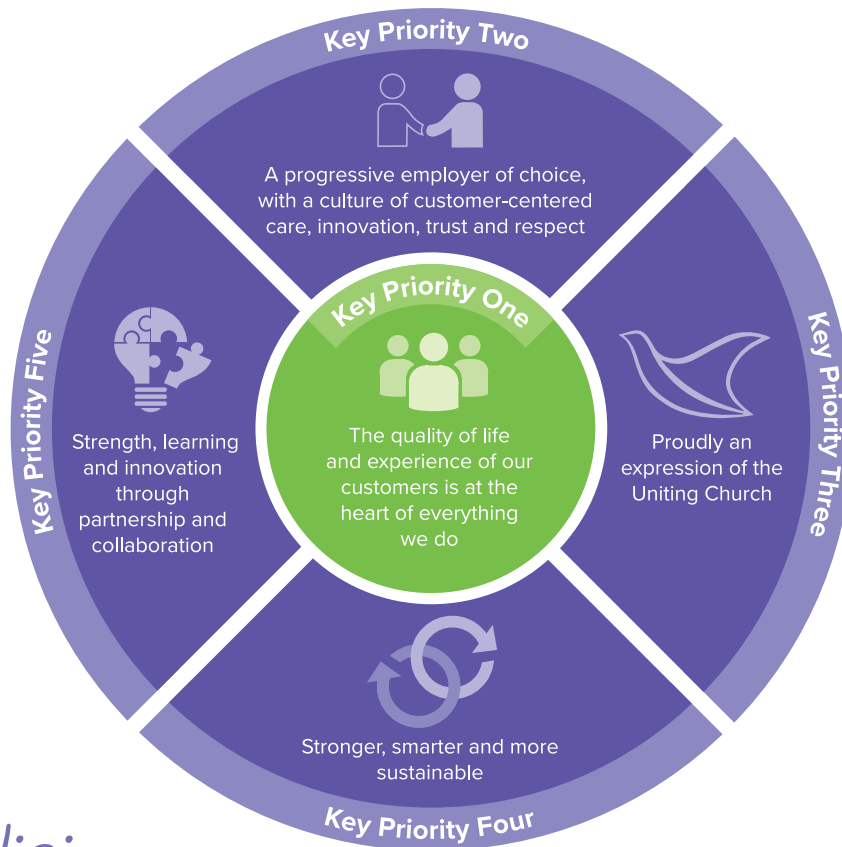 Key Priority Two
A progressive employer of choice,
with a culture of customer-centered
care, innovation, trust and respect
Key Priority One
The quality of life
and experience of our
customers is at the
heart of everything
we do
Key Priority Three
Proudly an
expression of the
Uniting Church
Key Priority Four
Stronger, smarter and more
sustainable
Key Priority Five
Strength, learning
and innovation
through
partnership and
collaboration